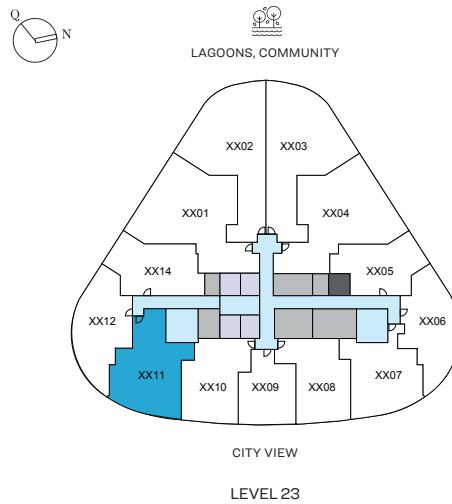 Q
N
LAGOONS, COMMUNITY
XX02
XX03
XX01
XX04
XX14
XX05
XX12
XX06
XX11
XX10
XX09
XX08
XX07
CITY VIEW
LEVEL 23